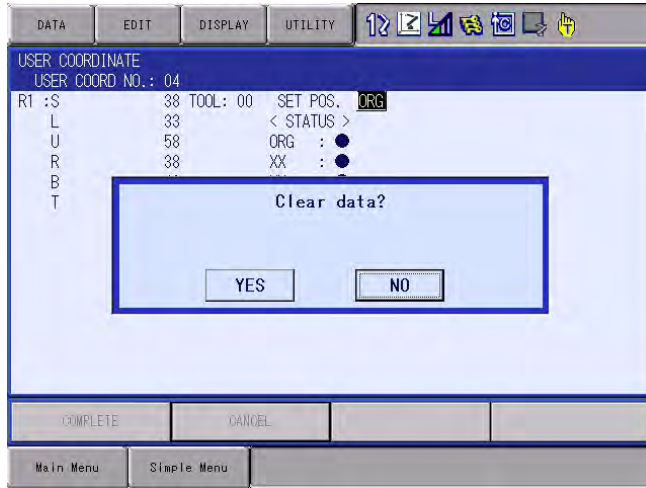 DATA EDIT DISPLAY UTILITY
USER COORDINATE
USER COORD NO.: 04
R1 :S 38 TOOL: 00 SET POS. ORG
L 33 < STATUS >
U 58 ORG : ●
R 38 XX : ●
B
T
Clear data?
YES NO
COMPLETE CANCEL
Main Menu Simple Menu